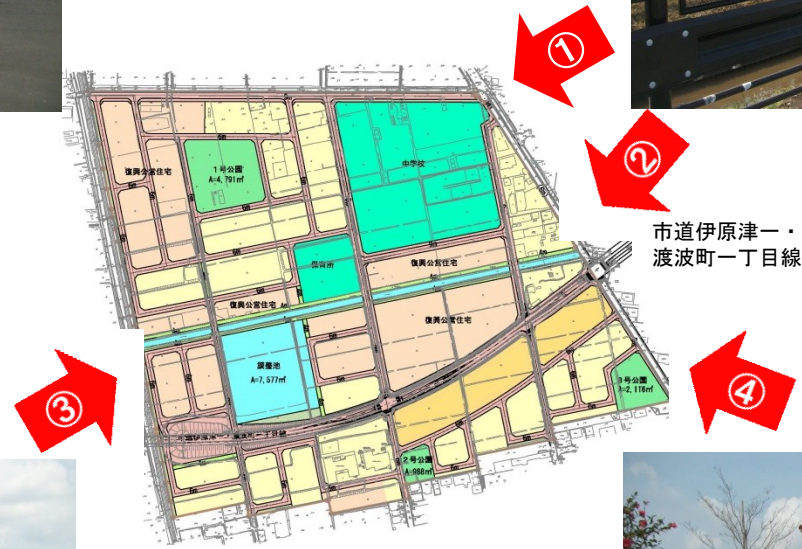 ①
②
市道伊原津一・
渡波町一丁目線
中学校
1号公園
A=4,791㎡
復興公営住宅
保育所
復興公営住宅
復興公営住宅
復興公営住宅
調整池
A=7,577㎡
3号公園
A=2,116㎡
③
④
2号公園
A=988㎡